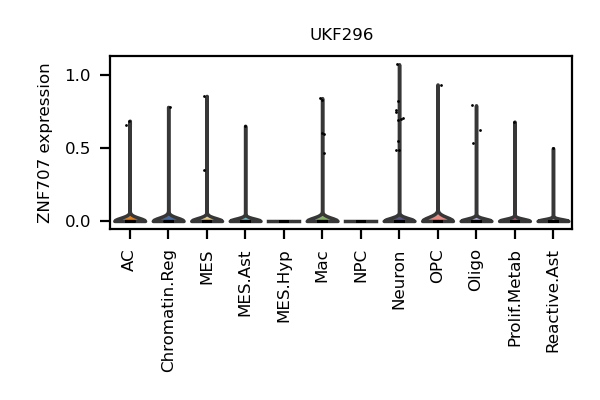 UKF296
ZNF707 expression
1.0
0.5
0.0
AC
Chromatin.Reg
MES
MES.Ast
MES.Hyp
Mac
NPC
Neuron
OPC
Oligo
Prolif.Metab
Reactive.Ast